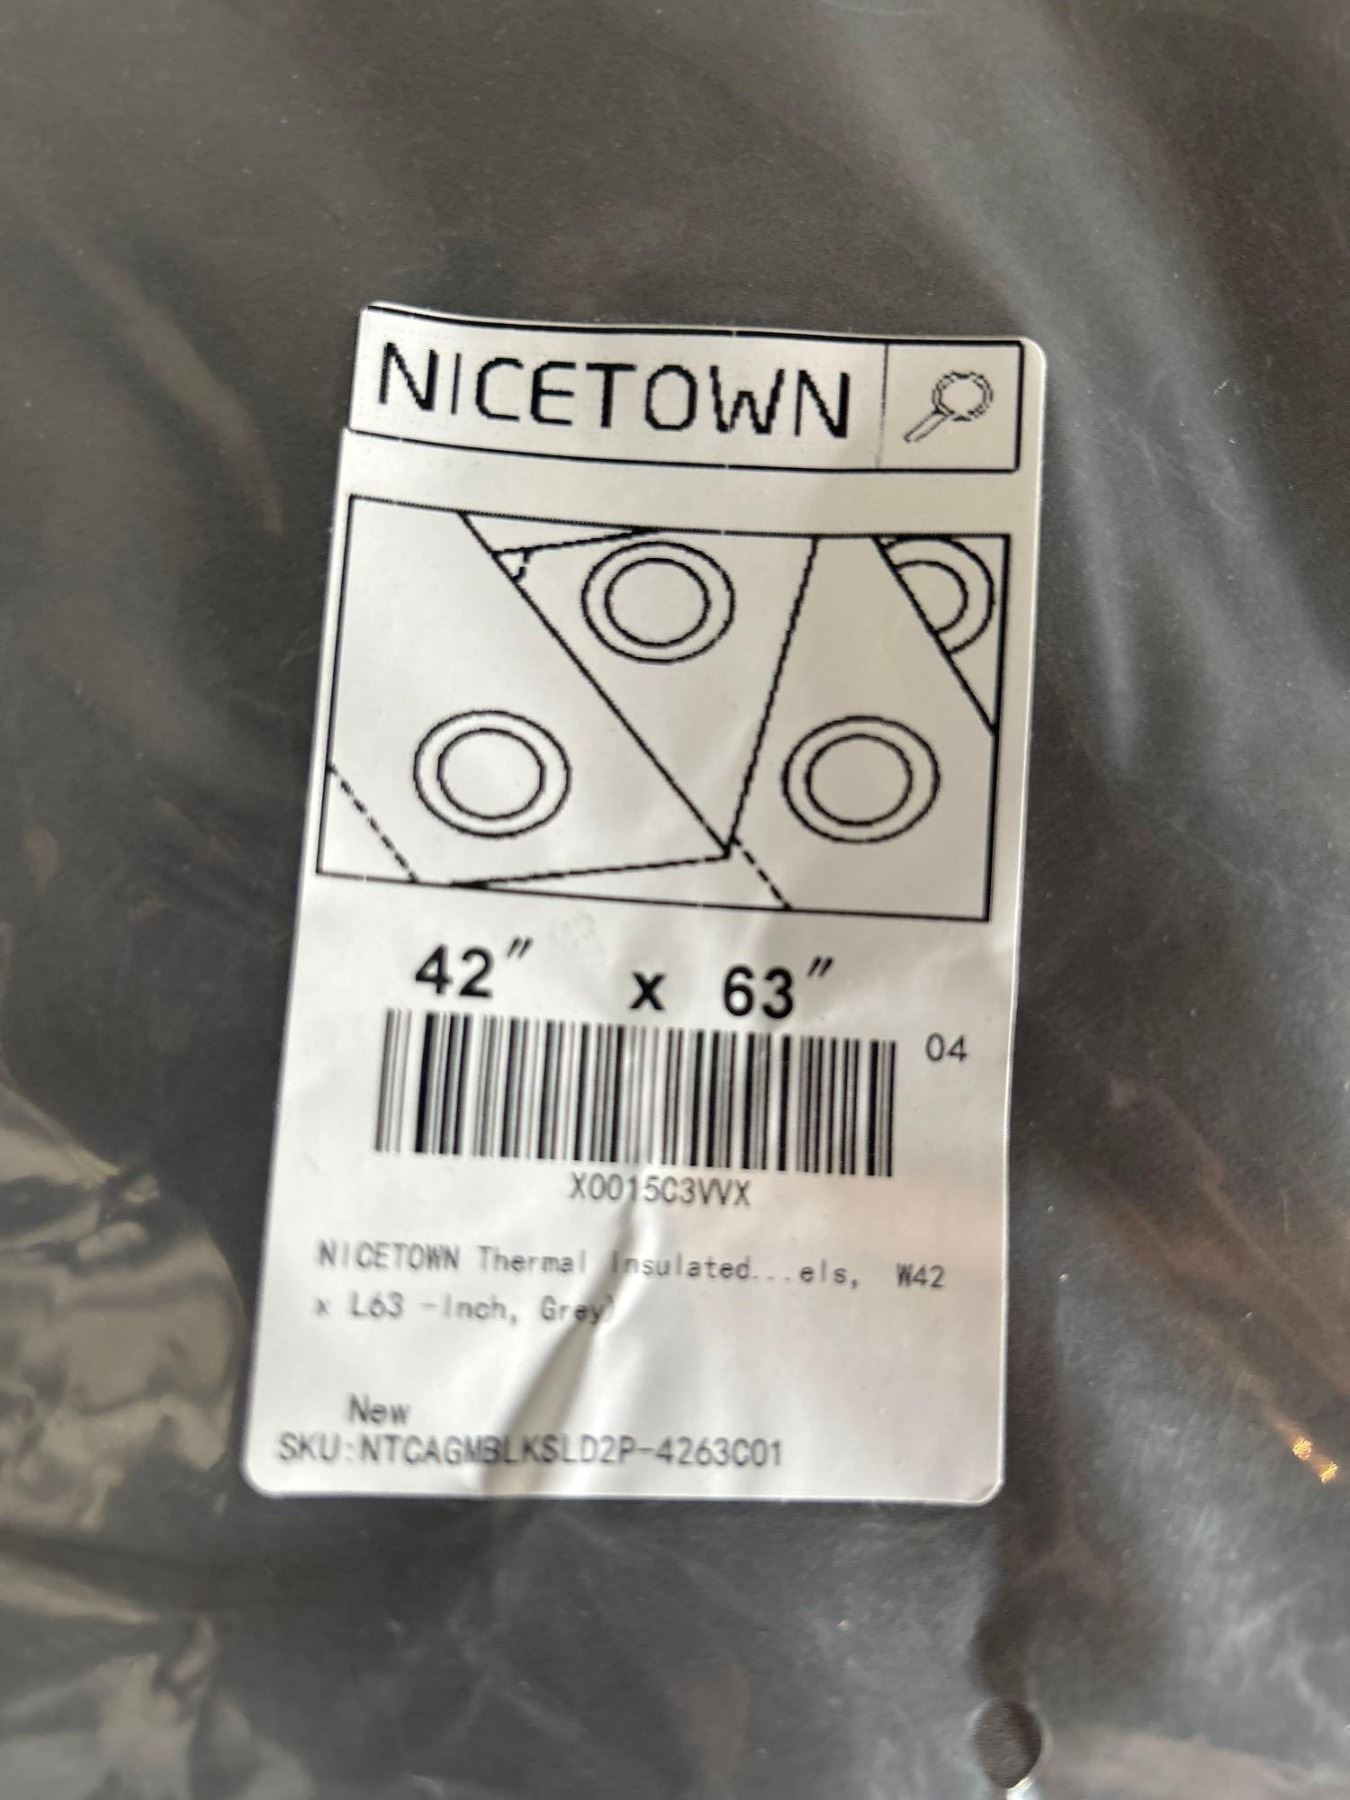 NICETOWN
42" x 63"
04
X0015C3VVX
NICETOWN Thermal Insulated...els, W42
x L63 -Inch, Grey)
New
SKU:NTCAGMBLKSLD2P-4263C01